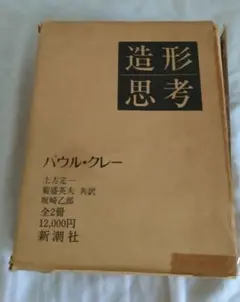 造形
思考
パウル・クレー
土方定一
菊盛英夫 共訳
坂崎乙郎
全2冊
12,000円
新潮社